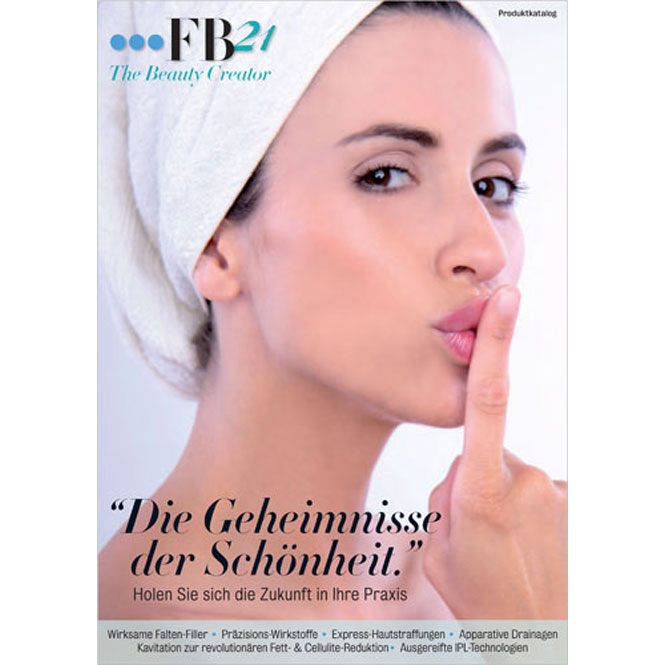 Produktkatalog
FB21
The Beauty Creator
“Die Geheimnisse
der Schönheit.”
Holen Sie sich die Zukunft in Ihre Praxis
Wirksame Falten-Filler • Präzisions-Wirkstoffe • Express-Hautstraffungen • Apparative Drainagen
Kavitation zur revolutionären Fett- & Cellulite-Reduktion • Ausgereifte IPL-Technologien